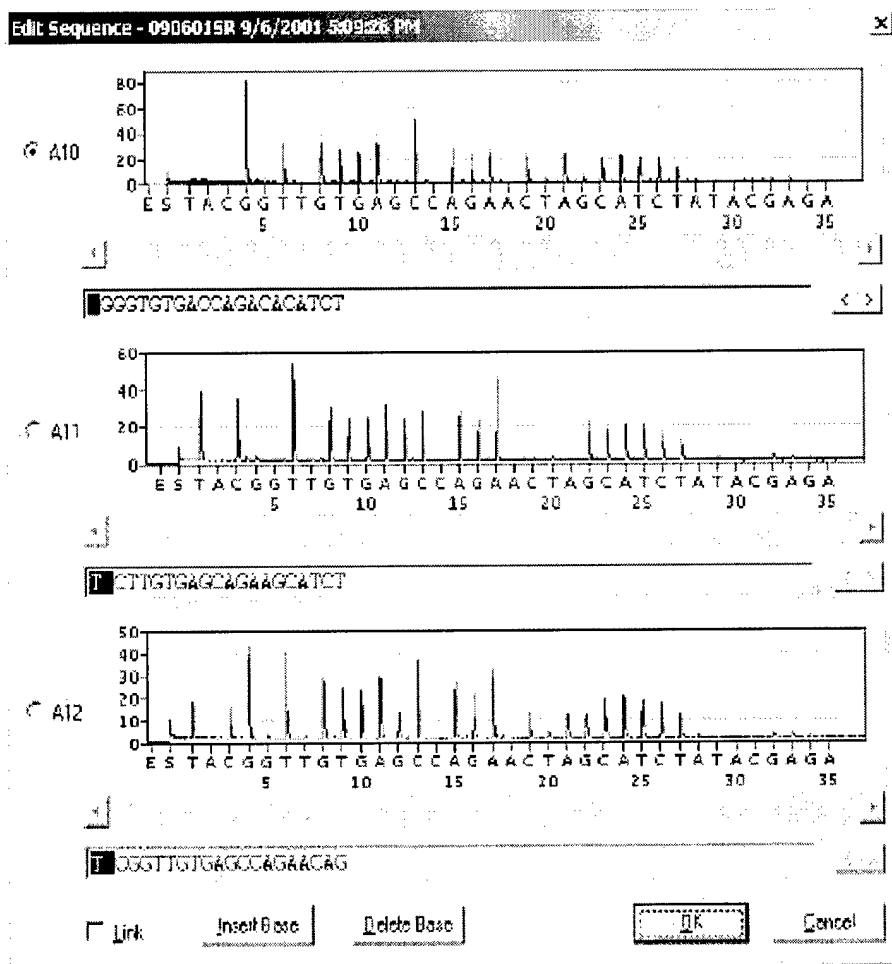 Edit Sequence - 090601SR 9/6/2001 5:09:26 PM
A10
80
60
40
20
0
E S T A C G G T T G T G A G C C A G A A C T A G C A T C T A T A C G A G A
5 10 15 20 25 30 35
GGGTGTGACCAGACACATCT
A11
60
40
20
0
E S T A C G G T T G T G A G C C A G A A C T A G C A T C T A T A C G A G A
5 10 15 20 25 30 35
T CTTGTGAGCAGAAGCATCT
A12
50
40
30
20
10
0
E S T A C G G T T G T G A G C C A G A A C T A G C A T C T A T A C G A G A
5 10 15 20 25 30 35
T CGGTTGTGAGCCAGAACAG
Link Insert Base Delete Base OK Cancel